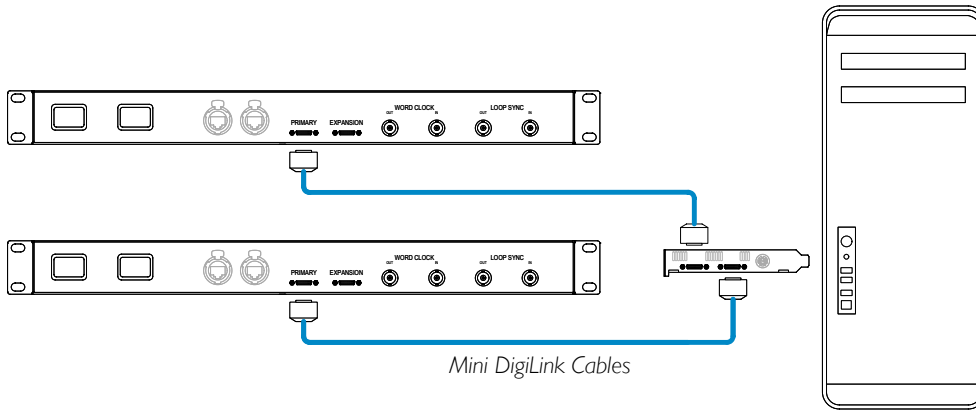 WORD CLOCK LOOP SYNC
OUT IN OUT IN
PRIMARY EXPANSION
WORD CLOCK LOOP SYNC
OUT IN OUT IN
PRIMARY EXPANSION
Mini DigiLink Cables